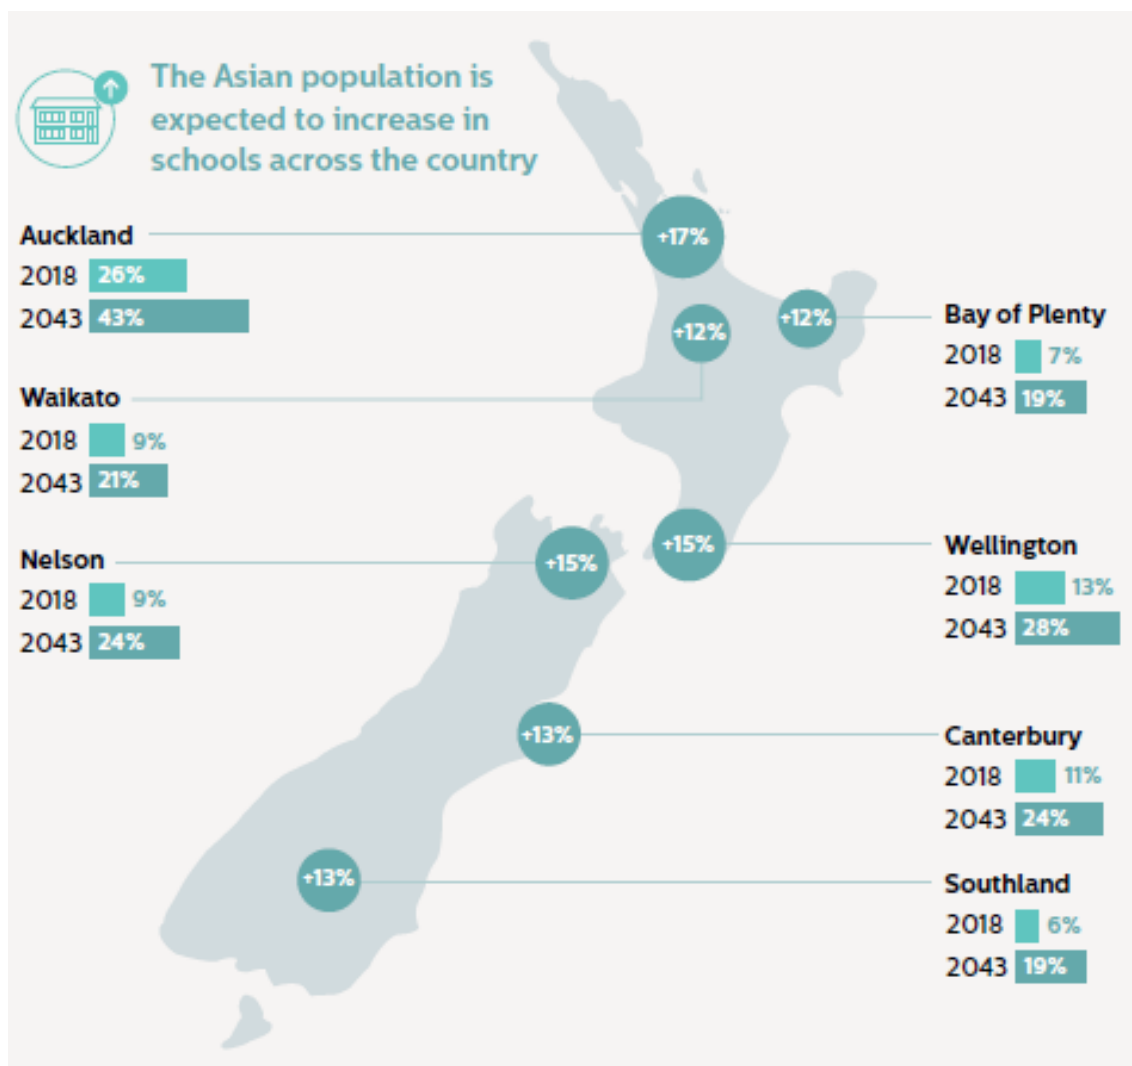 The Asian population is
expected to increase in
schools across the country
Auckland
2018 26%
2043 43%
+17%
Waikato
2018 9%
2043 21%
+12%
Nelson
2018 9%
2043 24%
+15%
+12%
Bay of Plenty
2018 7%
2043 19%
+15%
Wellington
2018 13%
2043 28%
+13%
Canterbury
2018 11%
2043 24%
+13%
Southland
2018 6%
2043 19%